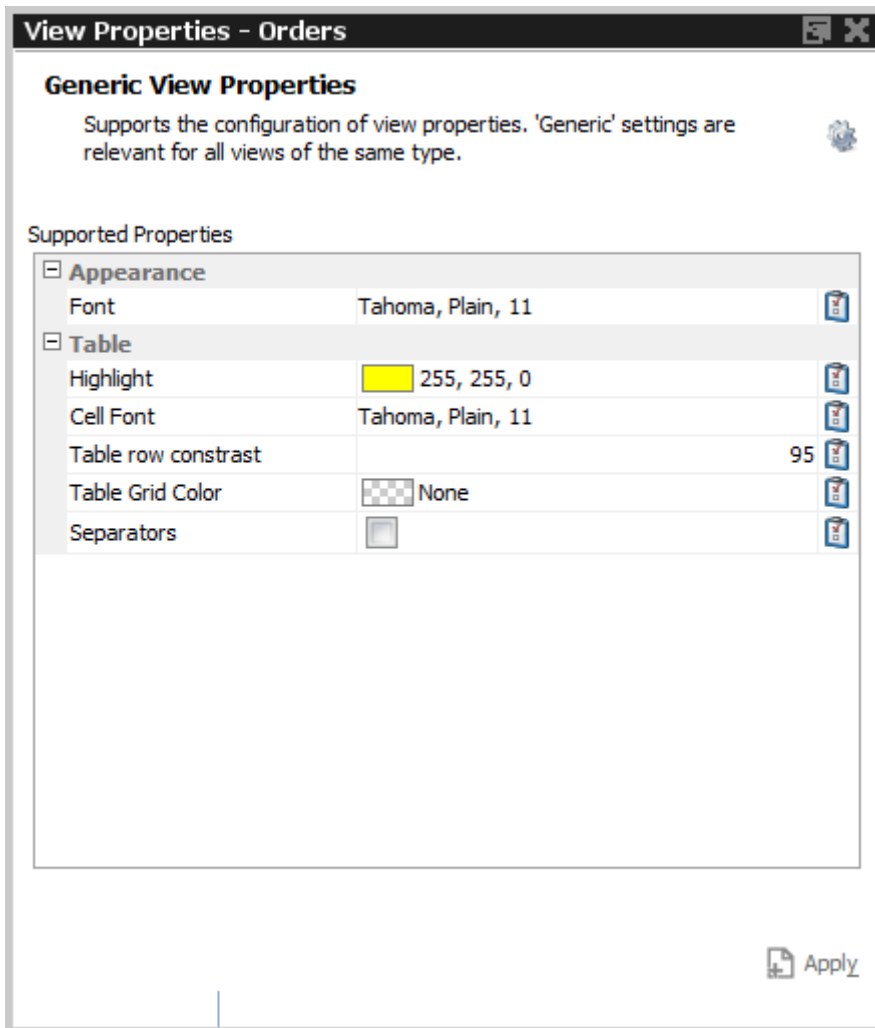 View Properties - Orders
Generic View Properties
Supports the configuration of view properties. 'Generic' settings are
relevant for all views of the same type.
Supported Properties
Appearance
Font Tahoma, Plain, 11
Table
Highlight 255, 255, 0
Cell Font Tahoma, Plain, 11
Table row constrast 95
Table Grid Color None
Separators
Apply